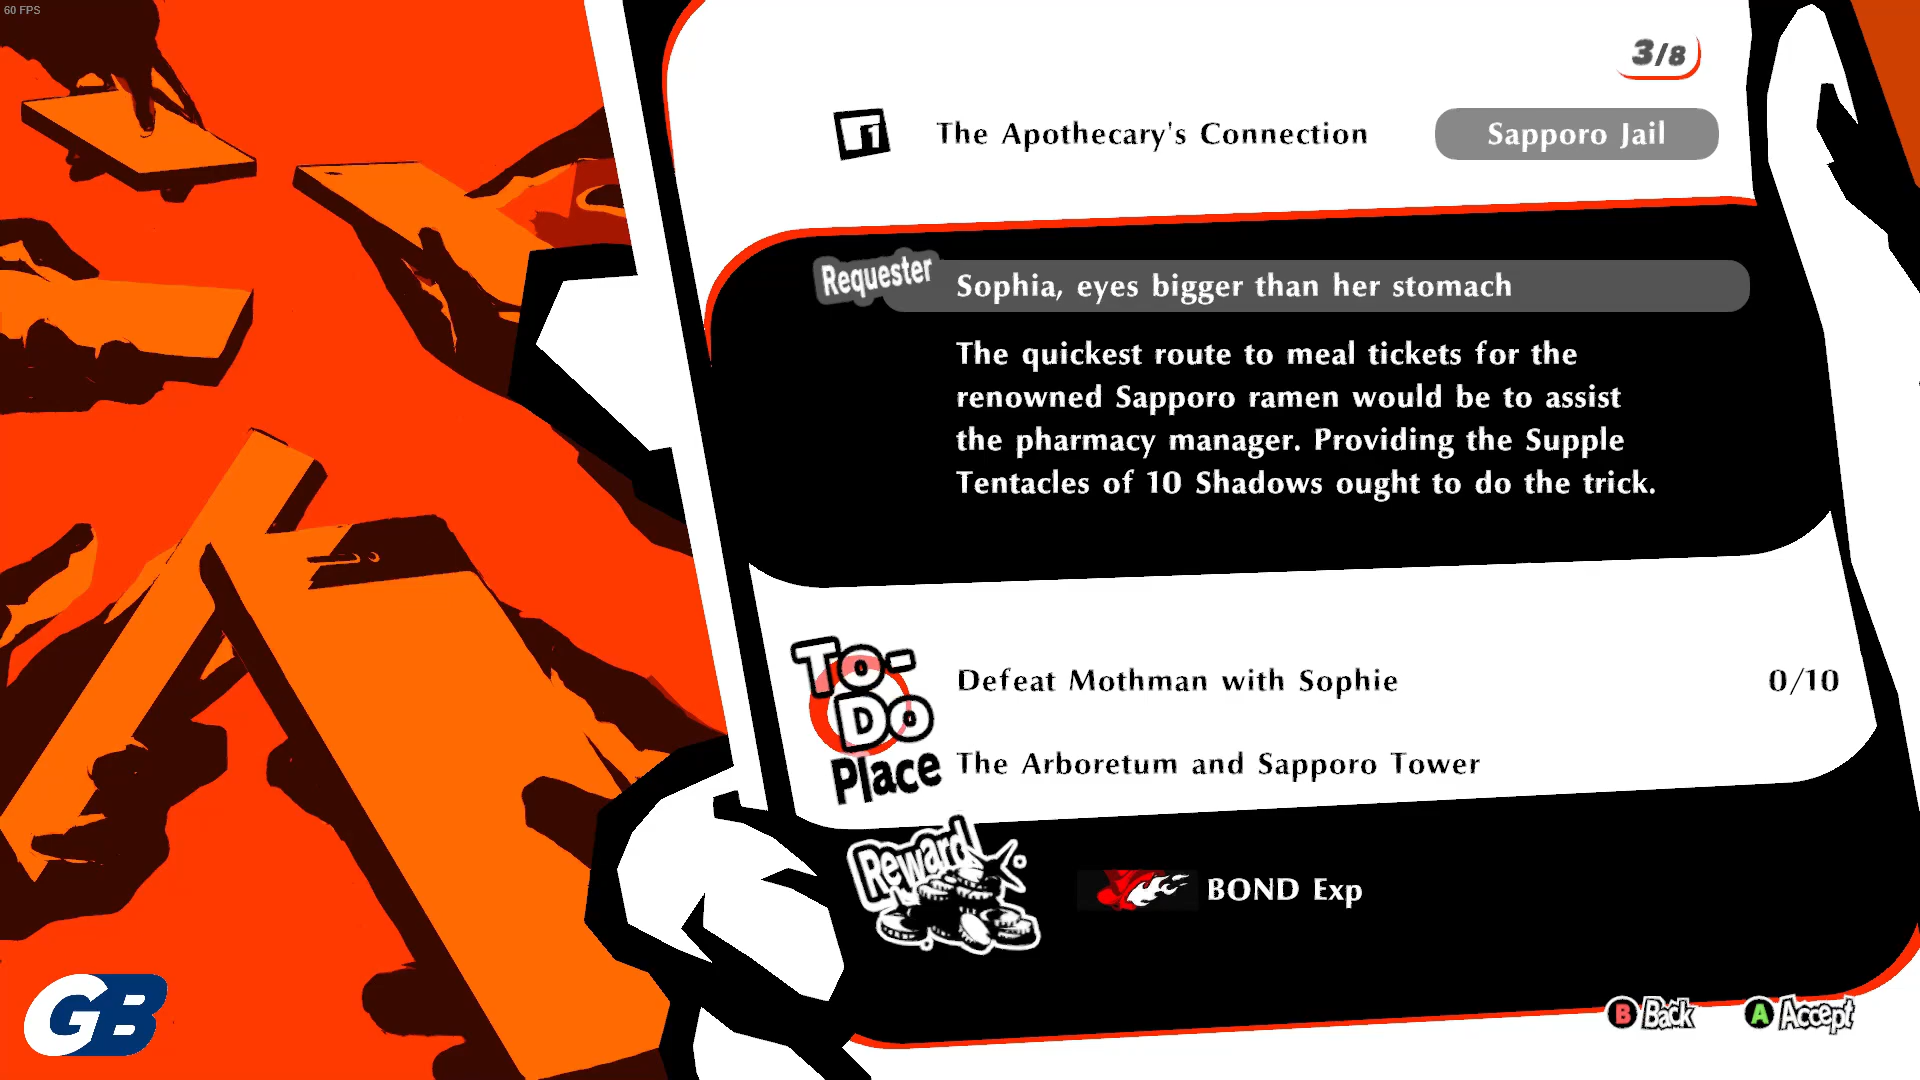 60 FPS
3/8
The Apothecary's Connection
Sapporo Jail
Requester
Sophia, eyes bigger than her stomach
The quickest route to meal tickets for the
renowned Sapporo ramen would be to assist
the pharmacy manager. Providing the Supple
Tentacles of 10 Shadows ought to do the trick.
To-
Do
Defeat Mothman with Sophie
0/10
Place
The Arboretum and Sapporo Tower
Reward
BOND Exp
GB
B Back
A Accept